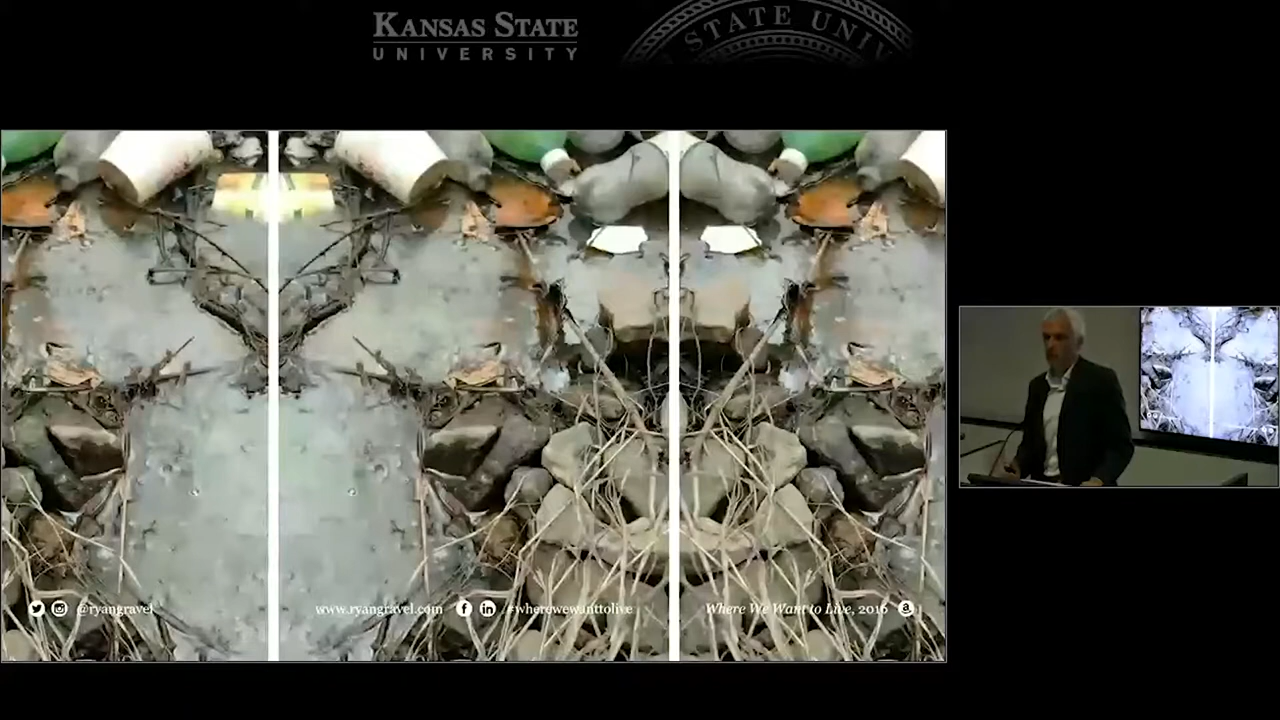 KANSAS STATE
UNIVERSITY
STATE UNIV
@ryangravel
www.ryangravel.com
#wherewewanttolive
Where We Want to Live, 2016